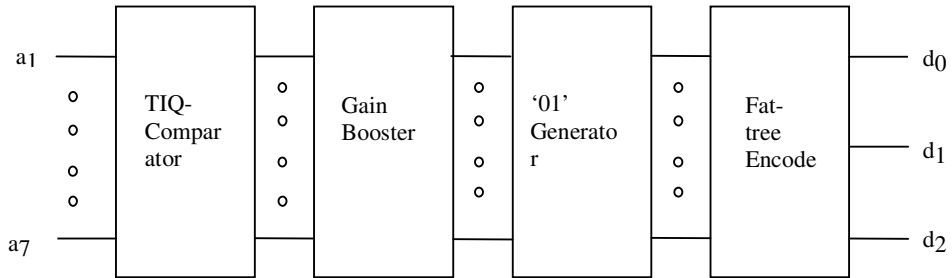 a1
a7
TIQ-
Compar
ator
Gain
Booster
‘01’
Generato
r
Fat-
tree
Encode
d0
d1
d2